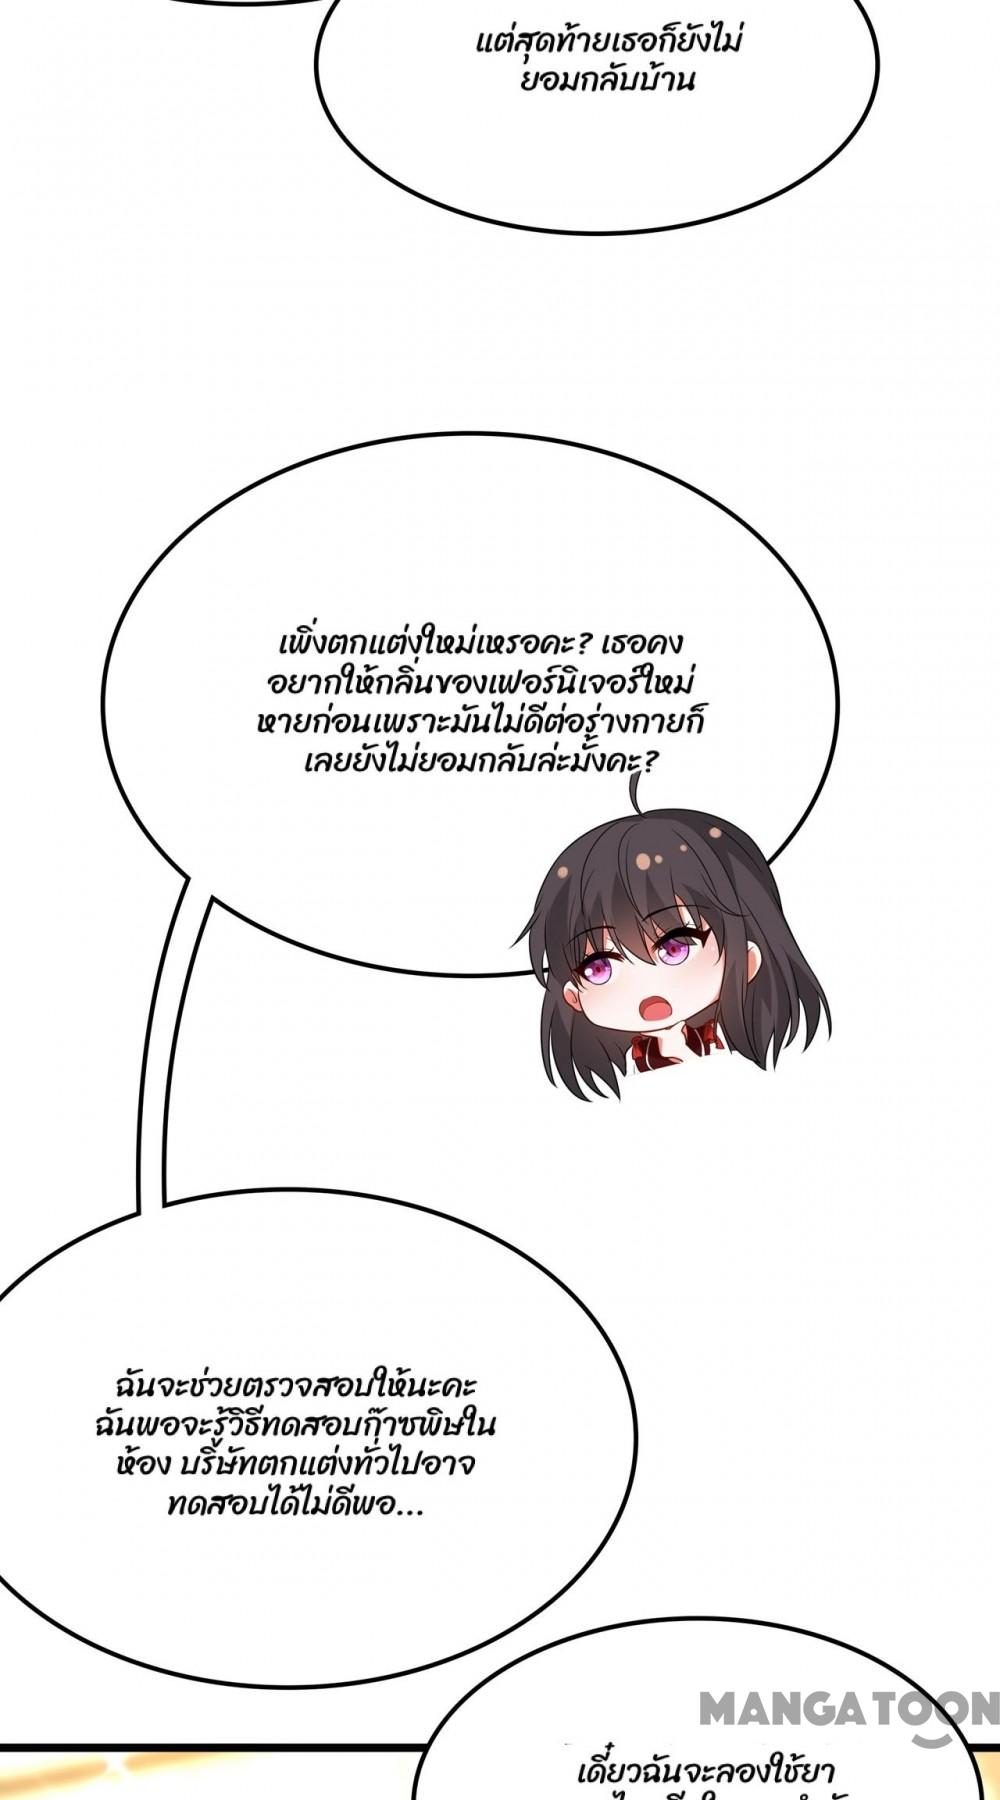 แต่สุดท้ายเธอก็ยังไม่
ยอมกลับบ้าน
เพิ่งตกแต่งใหม่เหรอคะ? เธอคง
อยากให้กลิ่นของเฟอร์นิเจอร์ใหม่
หายก่อนเพราะมันไม่ดีต่อร่างกายก็
เลยยังไม่ยอมกลับล่ะมั้งคะ?
ฉันจะช่วยตรวจสอบให้นะคะ
ฉันพอจะรู้วิธีทดสอบก๊าซพิษใน
ห้อง บริษัทตกแต่งทั่วไปอาจ
ทดสอบได้ไม่ดีพอ...
MANGATOON
เดี๋ยวฉันจะลองใช้ยา